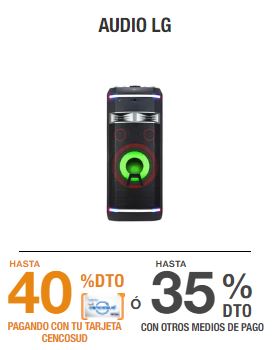 AUDIO LG
HASTA
40 %DTO
PAGANDO CON TU TARJETA
CENCOSUD
ó
HASTA
35 %
DTO
CON OTROS MEDIOS DE PAGO